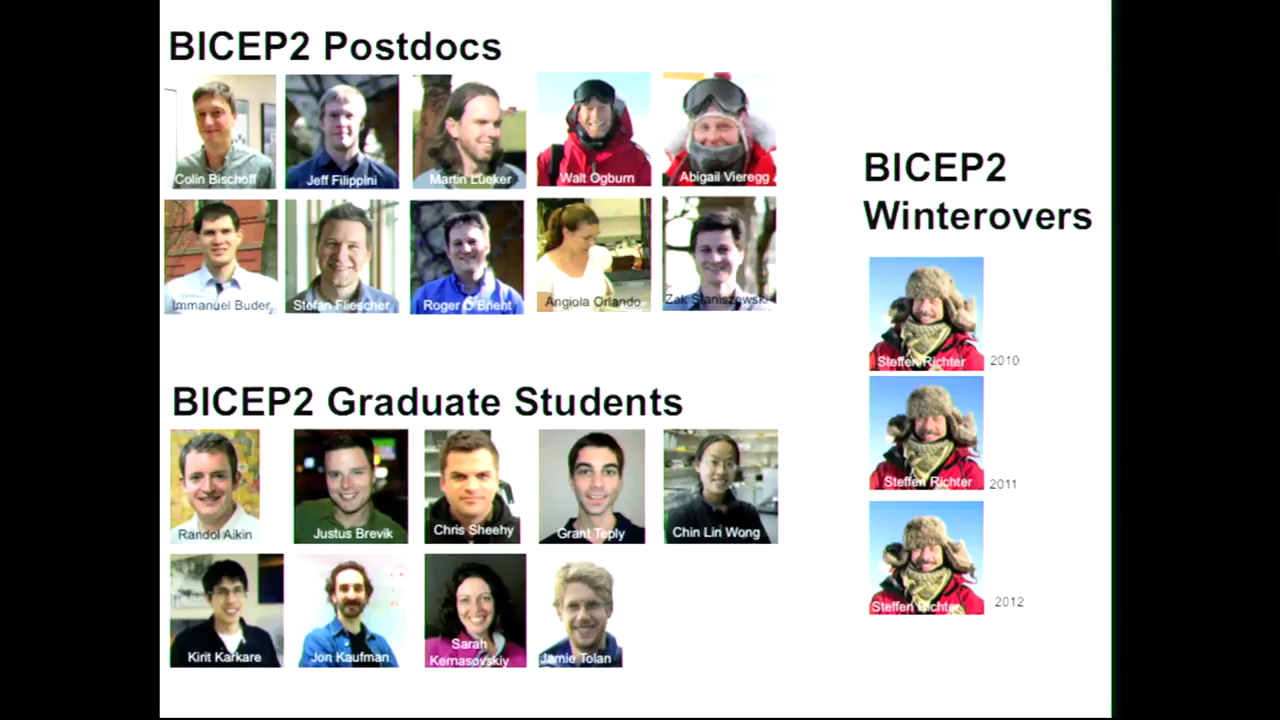 BICEP2 Postdocs
Colin Bischoff
Jeff Filippini
Martin Lueker
Walt Ogburn
Abigail Vieregg
Immanuel Buder
Stefan Fliescher
Roger O'Brient
Angiola Orlando
Zak Staniszewski
BICEP2 Graduate Students
Randol Aikin
Justus Brevik
Chris Sheehy
Grant Teply
Chin Lin Wong
Kirit Karkare
Jon Kaufman
Sarah
Kernasovskiy
Jamie Tolan
BICEP2
Winterovers
Steffen Richter 2010
Steffen Richter 2011
Steffen Richter 2012